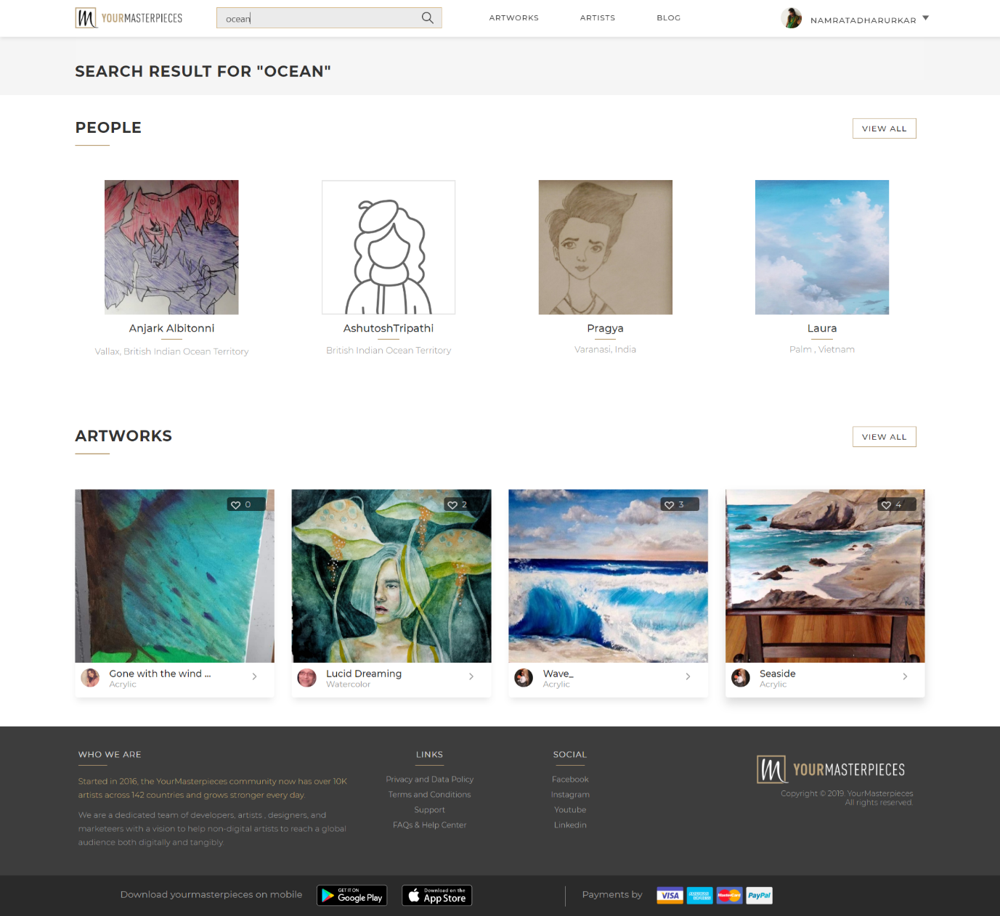 YOURMASTERPIECES
ocean
ARTWORKS
ARTISTS
BLOG
NAMRATADHARURKAR
SEARCH RESULT FOR "OCEAN"
PEOPLE
VIEW ALL
Anjark Albitonni
Vallax, British Indian Ocean Territory
AshutoshTripathi
British Indian Ocean Territory
Pragya
Varanasi, India
Laura
Palm , Vietnam
ARTWORKS
VIEW ALL
0
2
3
4
Gone with the wind ...
Acrylic
Lucid Dreaming
Watercolor
Wave_
Acrylic
Seaside
Acrylic
WHO WE ARE
Started in 2016, the YourMasterpieces community now has over 10K
artists across 142 countries and grows stronger every day.
We are a dedicated team of developers, artists , designers, and
marketeers with a vision to help non-digital artists to reach a global
audience both digitally and tangibly
LINKS
Privacy and Data Policy
Terms and Conditions
Support
FAQs & Help Center
SOCIAL
Facebook
Instagram
Youtube
Linkedin
YOURMASTERPIECES
Copyright © 2019. YourMasterpieces
All rights reserved.
Download yourmasterpieces on mobile
GET IT ON
Google Play
Download on the
App Store
Payments by
VISA
AMERICAN
EXPRESS
MasterCard
PayPal